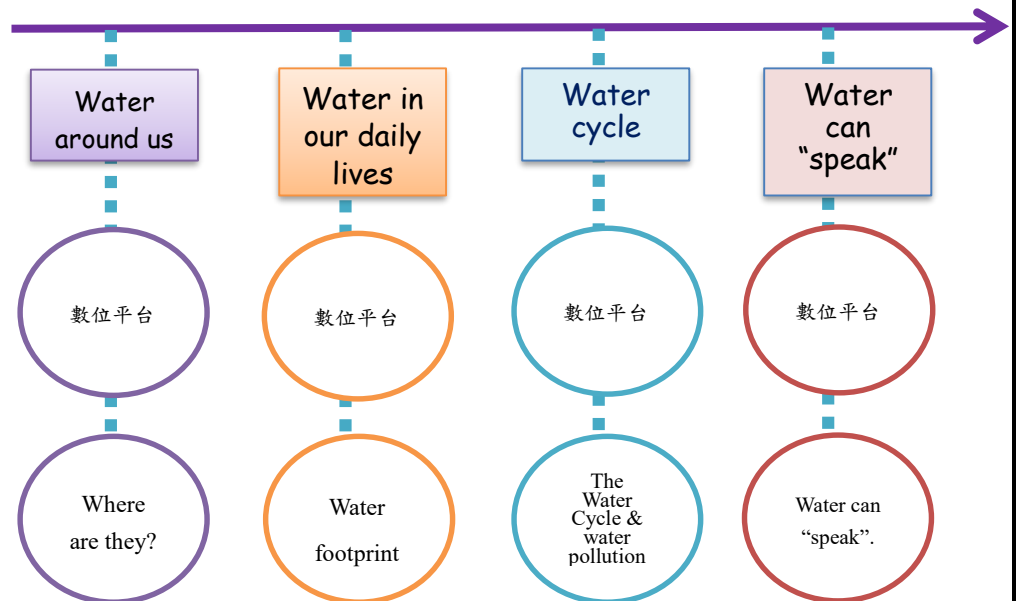 Water
around us
Water in
our daily
lives
Water
cycle
Water
can
“speak”
數位平台
數位平台
數位平台
數位平台
Where
are they?
Water
footprint
The
Water
Cycle &
water
pollution
Water can
“speak”.